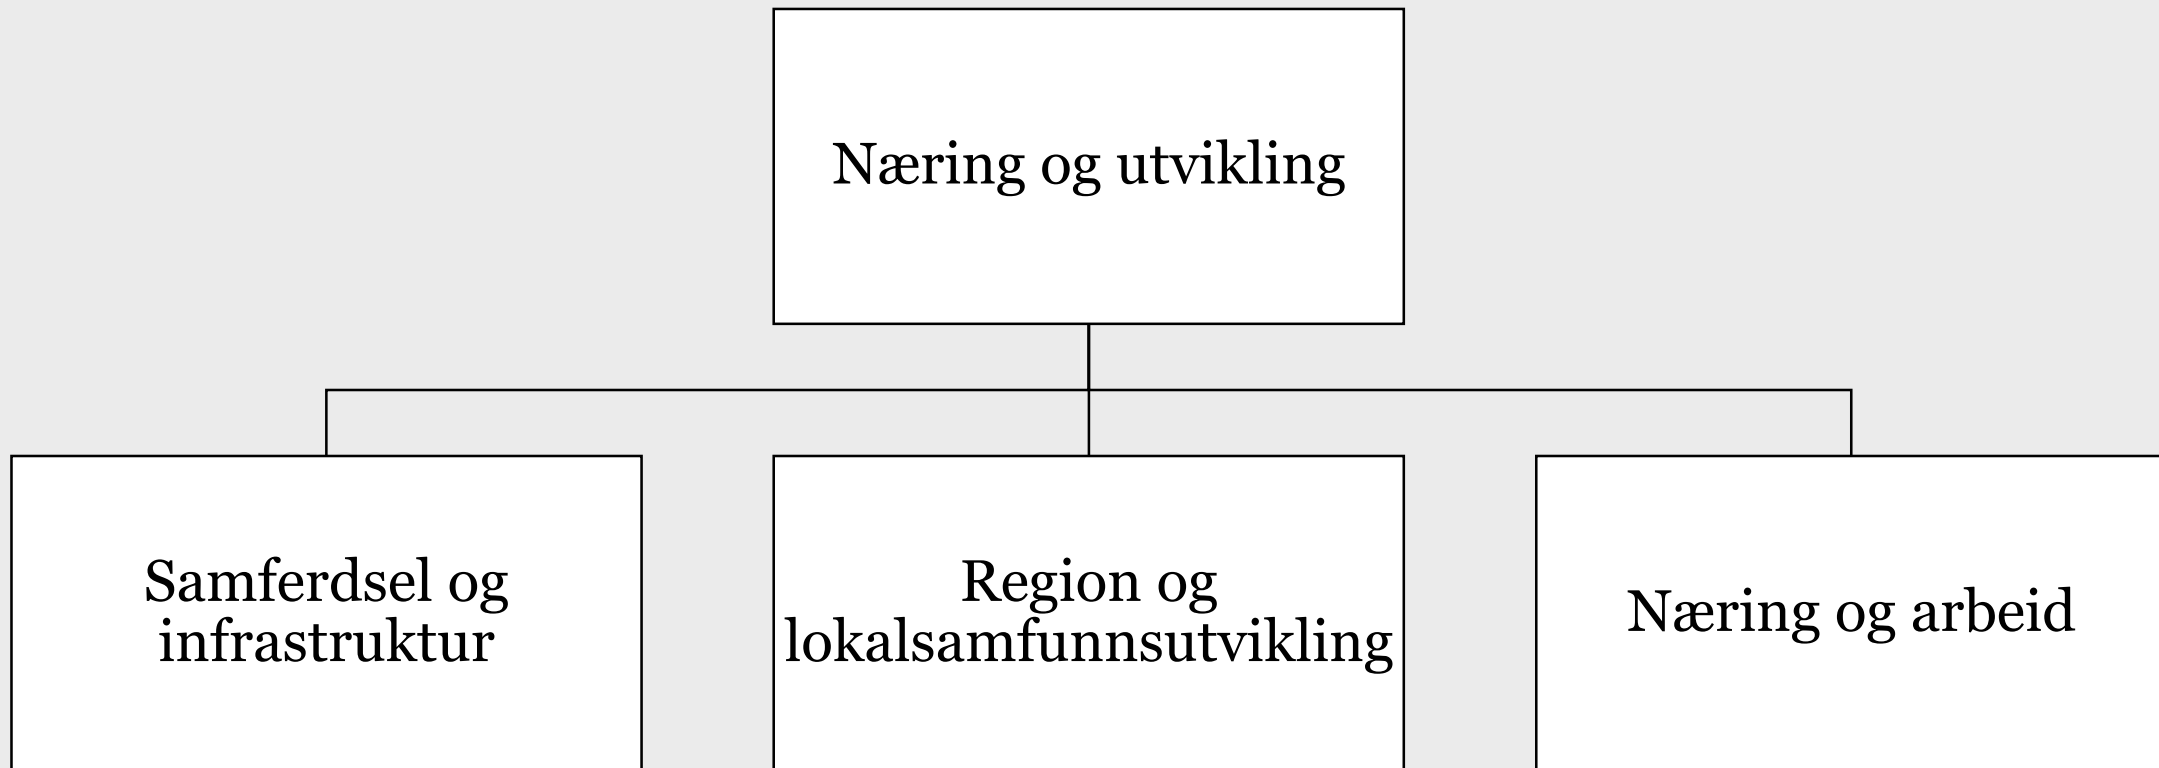 Næring og utvikling
Samferdsel og
infrastruktur
Region og
lokalsamfunnsutvikling
Næring og arbeid